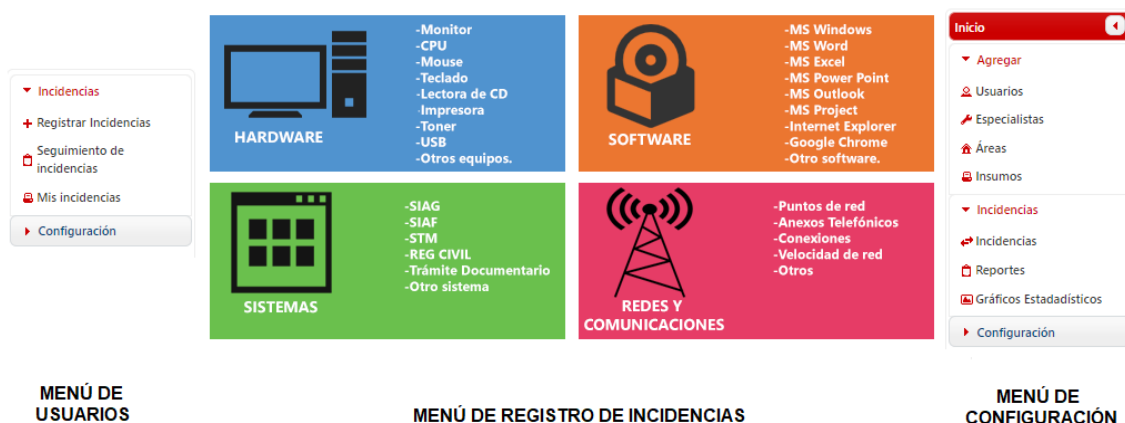 Incidencias
Registrar Incidencias
Seguimiento de
incidencias
Mis incidencias
Configuración
MENÚ DE
USUARIOS
HARDWARE
-Monitor
-CPU
-Mouse
-Teclado
-Lectora de CD
-Impresora
-Toner
-USB
-Otros equipos.
SOFTWARE
-MS Windows
-MS Word
-MS Excel
-MS Power Point
-MS Outlook
-MS Project
-Internet Explorer
-Google Chrome
-Otro software.
SISTEMAS
-SIAG
-SIAF
-STM
-REG CIVIL
-Trámite Documentario
-Otro sistema
REDES Y
COMUNICACIONES
-Puntos de red
-Anexos Telefónicos
-Conexiones
-Velocidad de red
-Otros
MENÚ DE REGISTRO DE INCIDENCIAS
Inicio
Agregar
Usuarios
Especialistas
Áreas
Insumos
Incidencias
Incidencias
Reportes
Gráficos Estadadísticos
Configuración
MENÚ DE
CONFIGURACIÓN